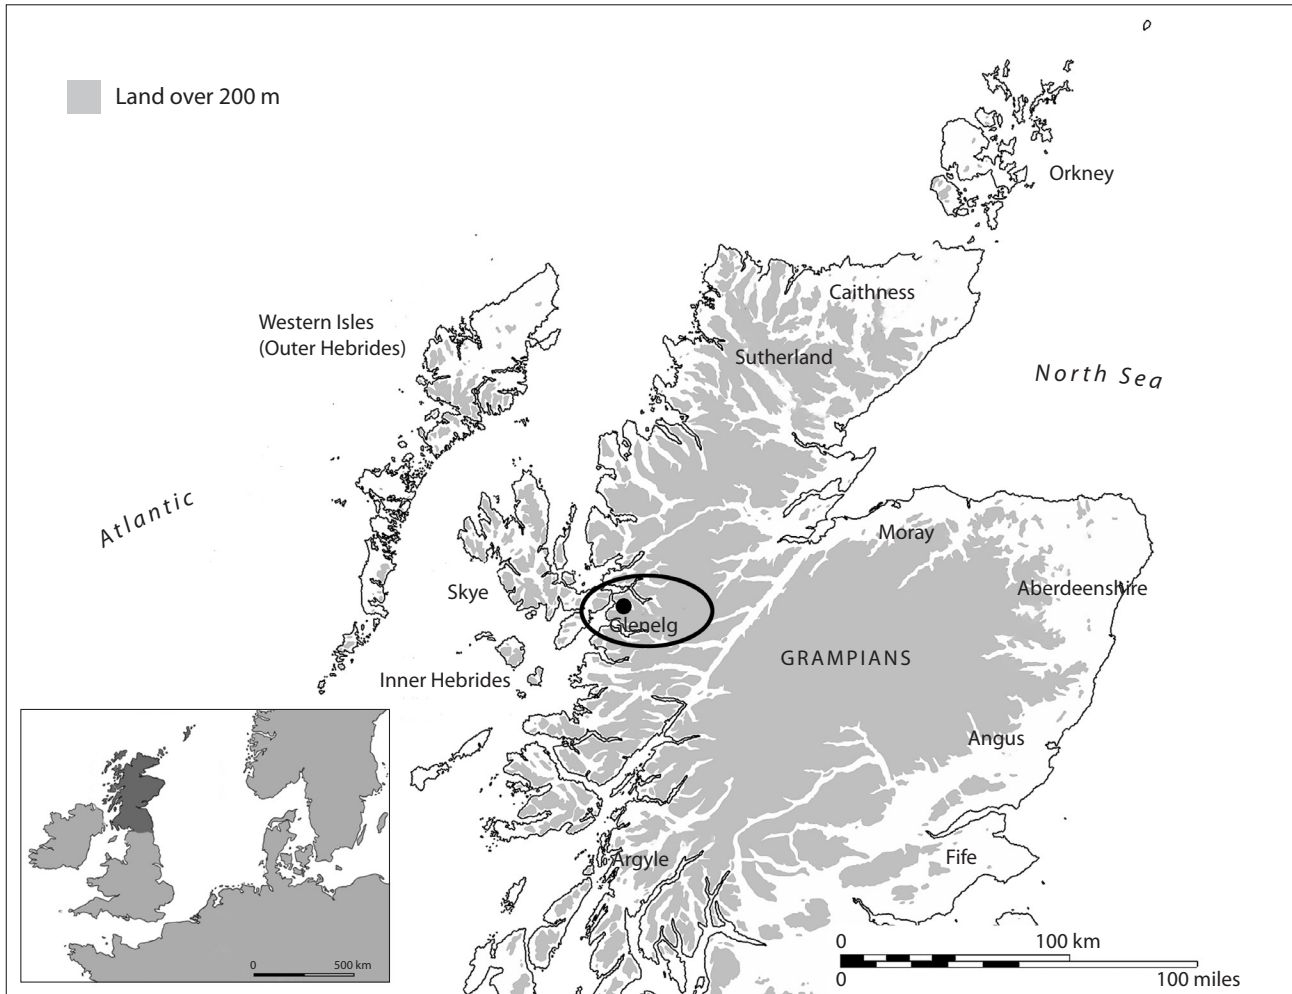 Land over 200 m
Orkney
Caithness
Western Isles
(Outer Hebrides)
Sutherland
North Sea
Atlantic
Moray
Skye
Aberdeenshire
Glenelg
GRAMPIANS
Inner Hebrides
Angus
Argyle
Fife
0 100 km
0 100 miles
0 500 km